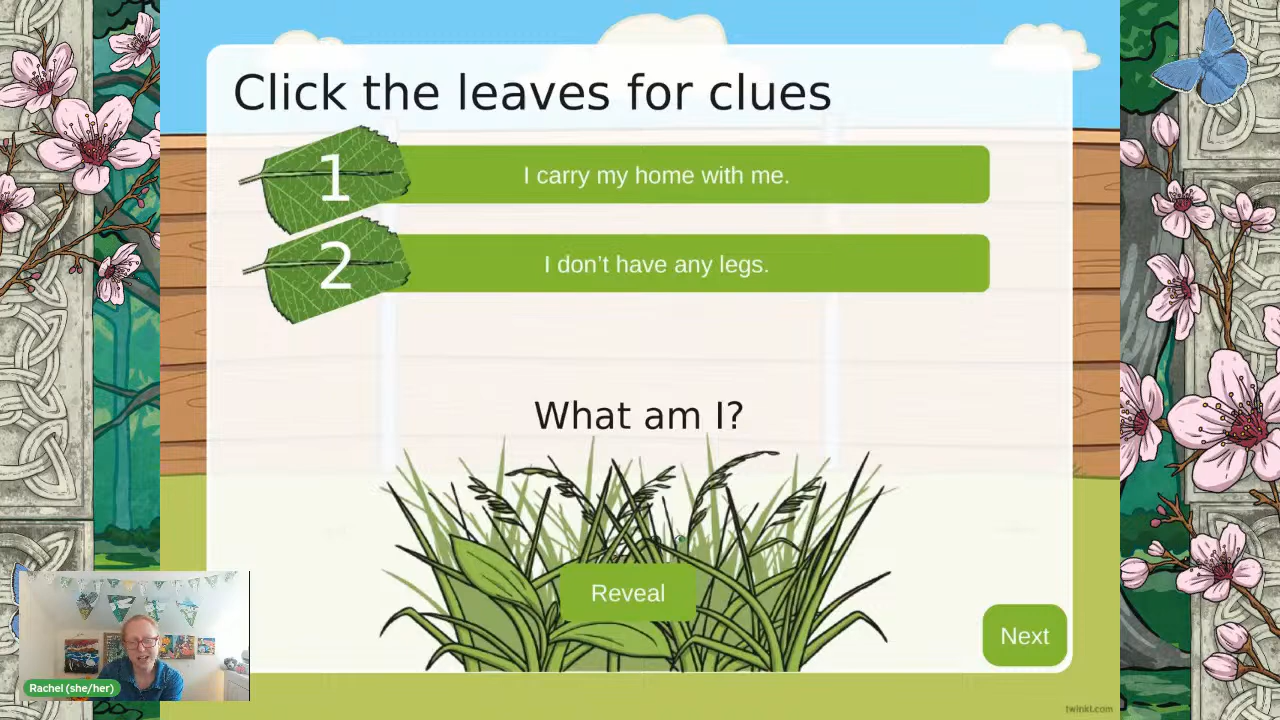 Click the leaves for clues
1
I carry my home with me.
2
I don’t have any legs.
What am I?
Reveal
Next
Rachel (she/her)
twinkl.com